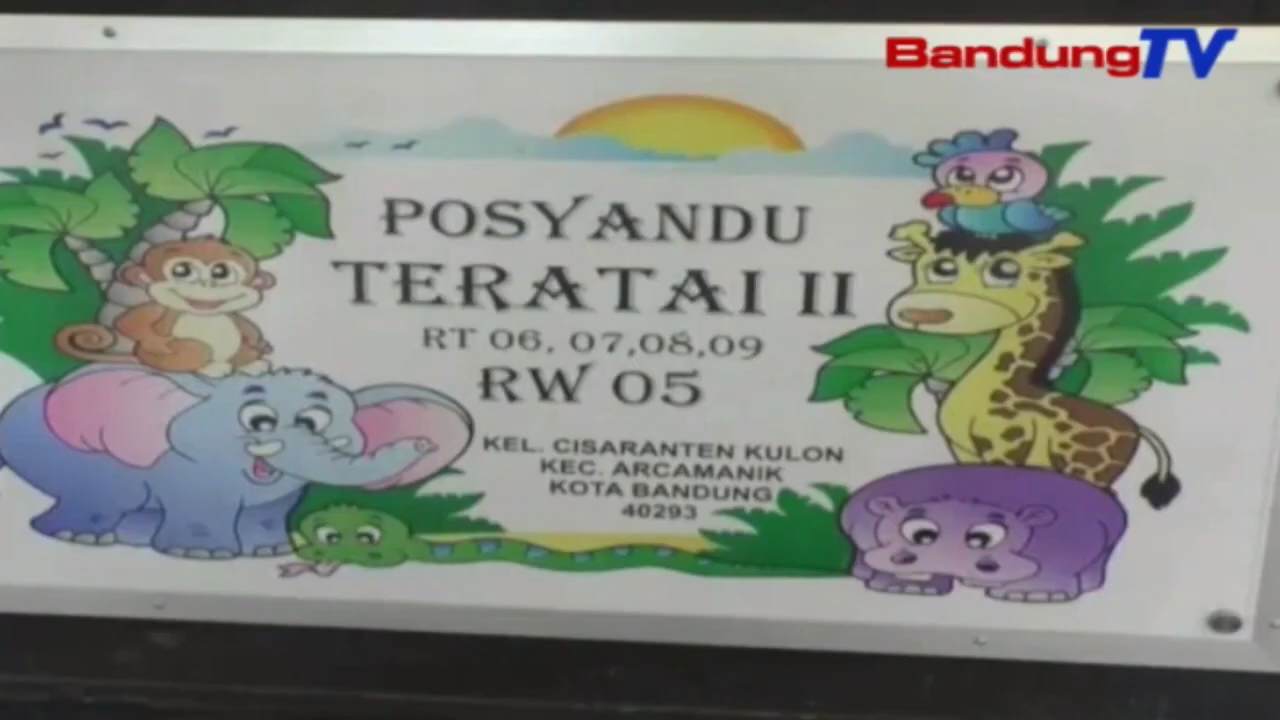 BandungTV
POSYANDU
TERATAI II
RT 06, 07,08,09
RW 05
KEL. CISARANTEN KULON
KEC. ARCAMANIK
KOTA BANDUNG
40293